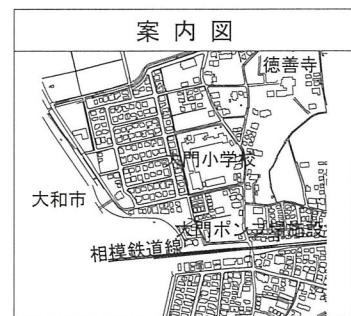 案内図
徳善寺
大門小学校
大和市
大門ポンプ場施設
相模鉄道線